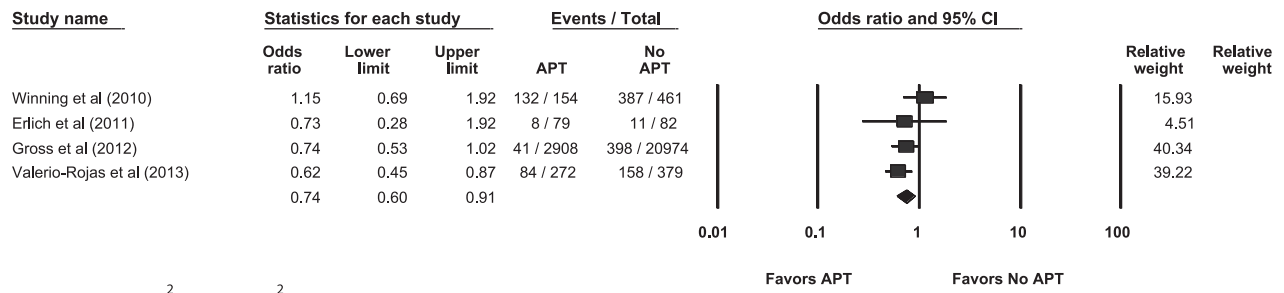 Study name Statistics for each study Events / Total Odds ratio and 95% CI
Odds ratio Lower limit Upper limit APT No APT Relative weight Relative weight
Winning et al (2010) 1.15 0.69 1.92 132 / 154 387 / 461 15.93
Erlich et al (2011) 0.73 0.28 1.92 8 / 79 11 / 82 4.51
Gross et al (2012) 0.74 0.53 1.02 41 / 2908 398 / 20974 40.34
Valerio-Rojas et al (2013) 0.62 0.45 0.87 84 / 272 158 / 379 39.22
0.74 0.60 0.91
0.01 0.1 1 10 100
Favors APT Favors No APT
2 2